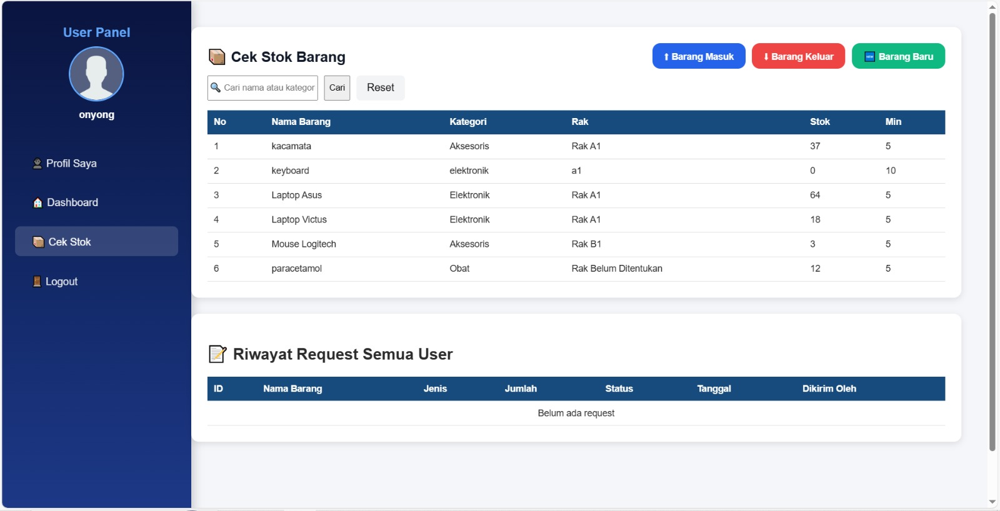 User Panel
onyong
Profil Saya
Dashboard
Cek Stok
Logout
Cek Stok Barang
Barang Masuk
Barang Keluar
NEW Barang Baru
Cari nama atau kategor
Cari
Reset
No Nama Barang Kategori Rak Stok Min
1 kacamata Aksesoris Rak A1 37 5
2 keyboard elektronik a1 0 10
3 Laptop Asus Elektronik Rak A1 64 5
4 Laptop Victus Elektronik Rak A1 18 5
5 Mouse Logitech Aksesoris Rak B1 3 5
6 paracetamol Obat Rak Belum Ditentukan 12 5
Riwayat Request Semua User
ID Nama Barang Jenis Jumlah Status Tanggal Dikirim Oleh
Belum ada request